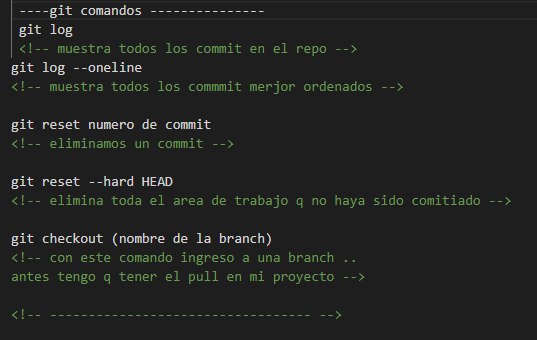 ----git comandos ---------------
git log
<!-- muestra todos los commit en el repo -->
git log --oneline
<!-- muestra todos los commmit merjor ordenados -->
git reset numero de commit
<!-- eliminamos un commit -->
git reset --hard HEAD
<!-- elimina toda el area de trabajo q no haya sido comitiado -->
git checkout (nombre de la branch)
<!-- con este comando ingreso a una branch ..
antes tengo q tener el pull en mi proyecto -->
<!-- --------------------------------- -->